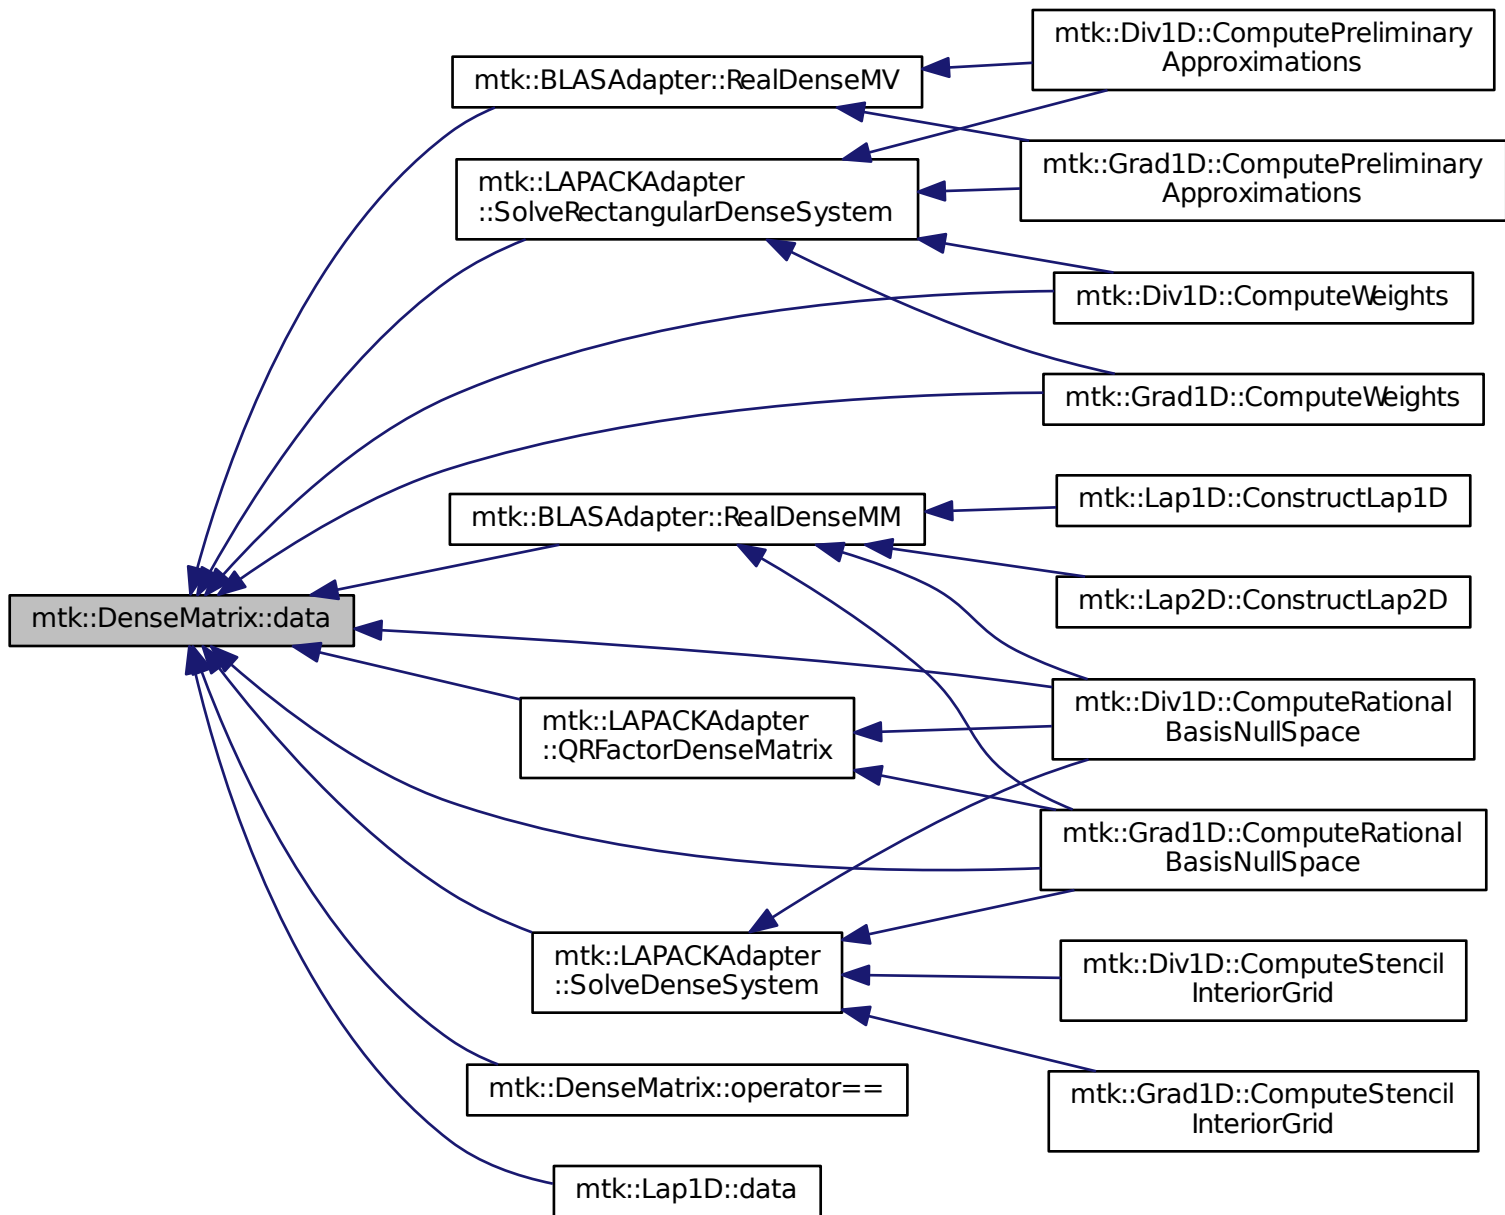 mtk::Div1D::ComputePreliminary
Approximations
mtk::BLASAdapter::RealDenseMV
mtk::Grad1D::ComputePreliminary
Approximations
mtk::LAPACKAdapter
::SolveRectangularDenseSystem
mtk::Div1D::ComputeWeights
mtk::Grad1D::ComputeWeights
mtk::Lap1D::ConstructLap1D
mtk::BLASAdapter::RealDenseMM
mtk::Lap2D::ConstructLap2D
mtk::DenseMatrix::data
mtk::Div1D::ComputeRational
BasisNullSpace
mtk::LAPACKAdapter
::QRFactorDenseMatrix
mtk::Grad1D::ComputeRational
BasisNullSpace
mtk::LAPACKAdapter
::SolveDenseSystem
mtk::Div1D::ComputeStencil
InteriorGrid
mtk::DenseMatrix::operator==
mtk::Grad1D::ComputeStencil
InteriorGrid
mtk::Lap1D::data